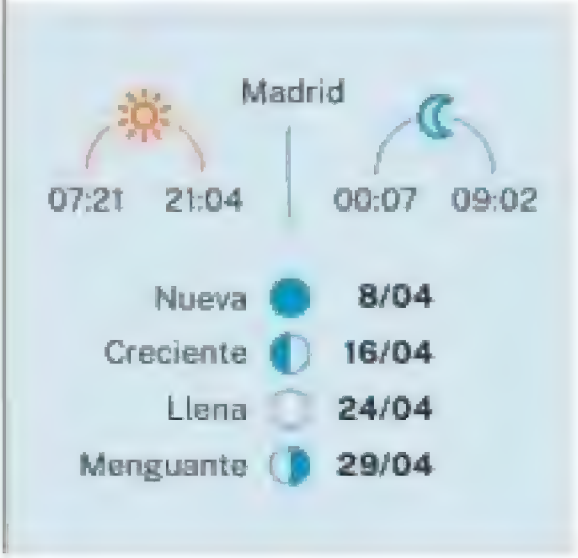 Madrid
07:21 21:04 00:07 09:02
Nueva 8/04
Creciente 16/04
Llena 24/04
Menguante 29/04